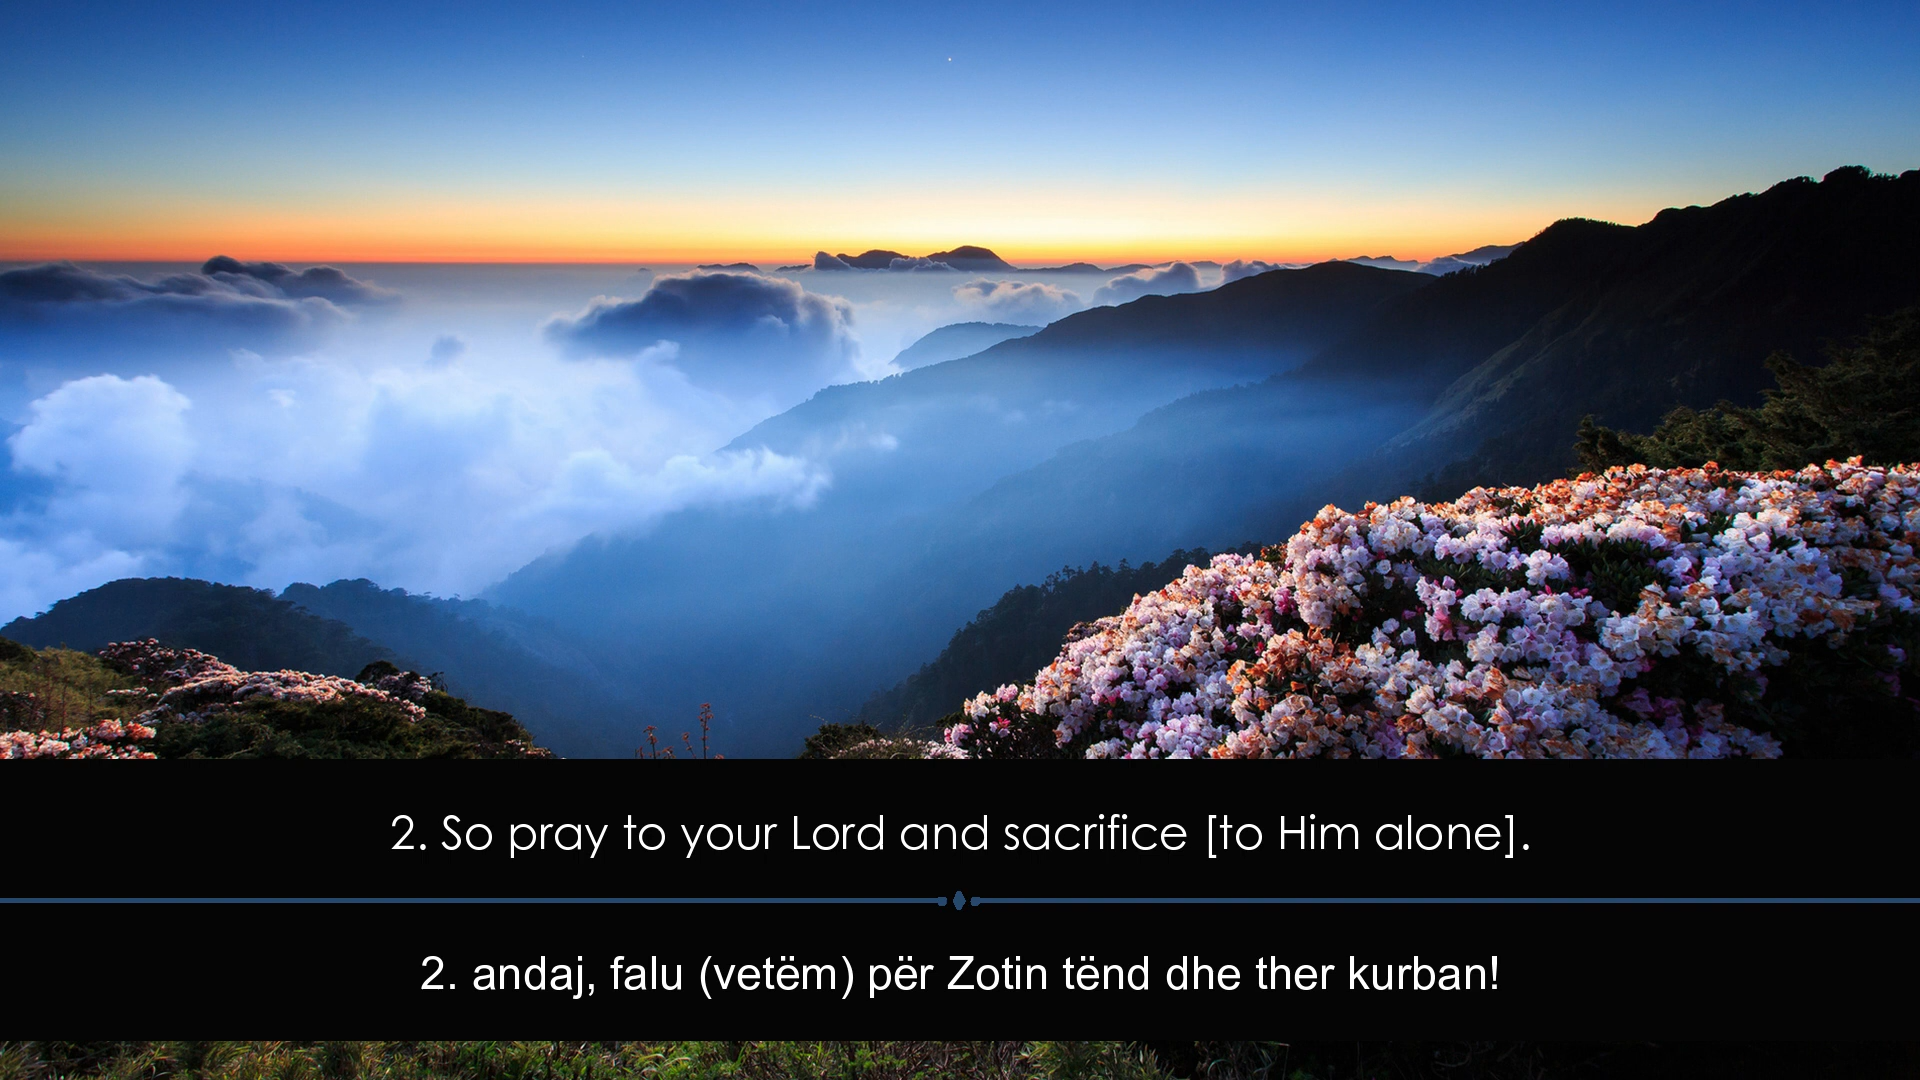 2. So pray to your Lord and sacrifice [to Him alone].
2. andaj, falu (vetëm) për Zotin tënd dhe ther kurban!